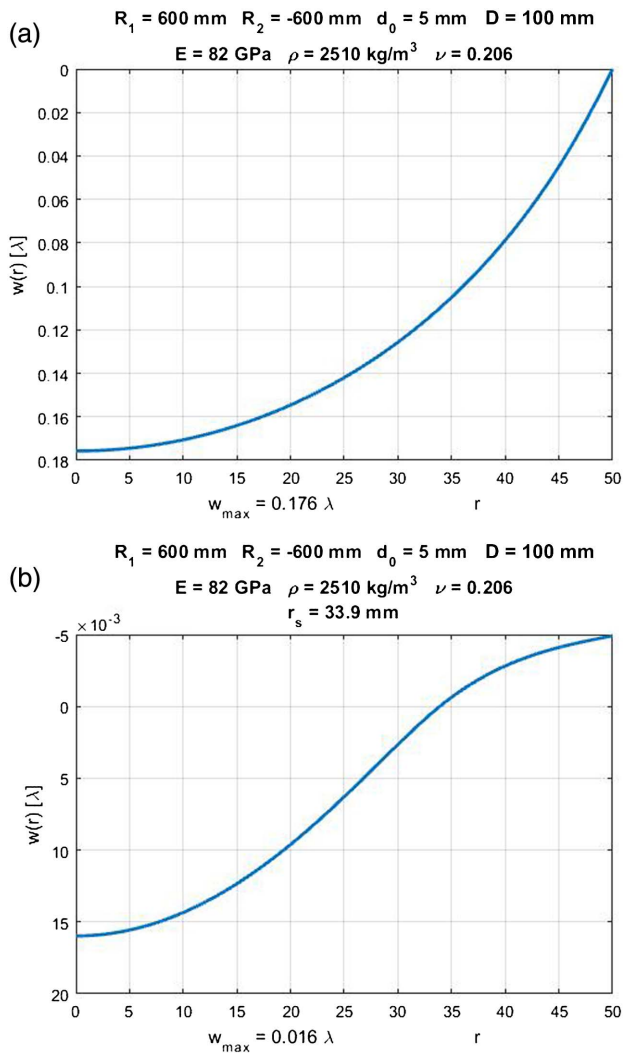 (a)
R₁ = 600 mm R₂ = -600 mm d₀ = 5 mm D = 100 mm
E = 82 GPa ρ = 2510 kg/m³ ν = 0.206
0
0.02
0.04
0.06
0.08
0.1
0.12
0.14
0.16
0.18
w(r) [λ]
0 5 10 15 20 25 30 35 40 45 50
w_max = 0.176 λ r
(b)
R₁ = 600 mm R₂ = -600 mm d₀ = 5 mm D = 100 mm
E = 82 GPa ρ = 2510 kg/m³ ν = 0.206
r_s = 33.9 mm
× 10⁻³
-5
0
5
10
15
20
w(r) [λ]
0 5 10 15 20 25 30 35 40 45 50
w_max = 0.016 λ r